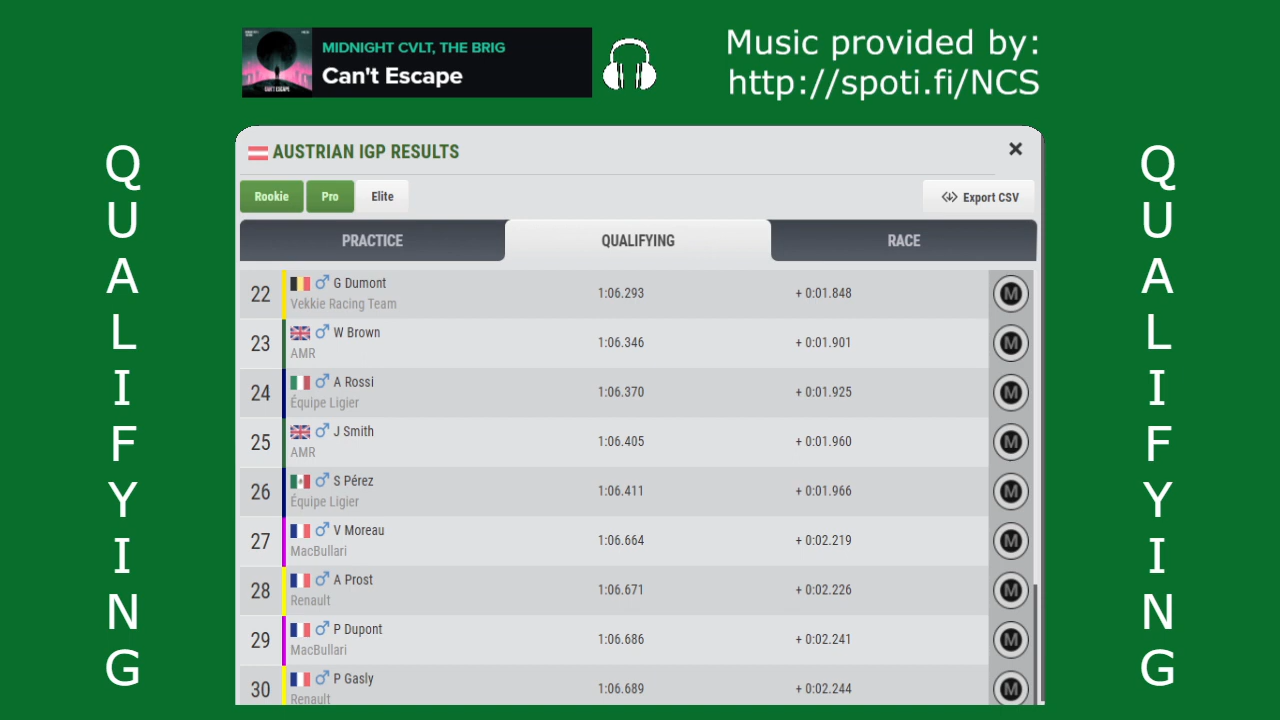 MIDNIGHT CVLT, THE BRIG
Can't Escape
CAN'T ESCAPE
Music provided by:
http://spoti.fi/NCS
QUALIFYING
AUSTRIAN IGP RESULTS
×
Rookie Pro Elite Export CSV
PRACTICE QUALIFYING RACE
22 G Dumont 1:06.293 + 0:01.848 M
Vekkie Racing Team
23 W Brown 1:06.346 + 0:01.901 M
AMR
24 A Rossi 1:06.370 + 0:01.925 M
Équipe Ligier
25 J Smith 1:06.405 + 0:01.960 M
AMR
26 S Pérez 1:06.411 + 0:01.966 M
Équipe Ligier
27 V Moreau 1:06.664 + 0:02.219 M
MacBullari
28 A Prost 1:06.671 + 0:02.226 M
Renault
29 P Dupont 1:06.686 + 0:02.241 M
MacBullari
30 P Gasly 1:06.689 + 0:02.244 M
Renault
QUALIFYING